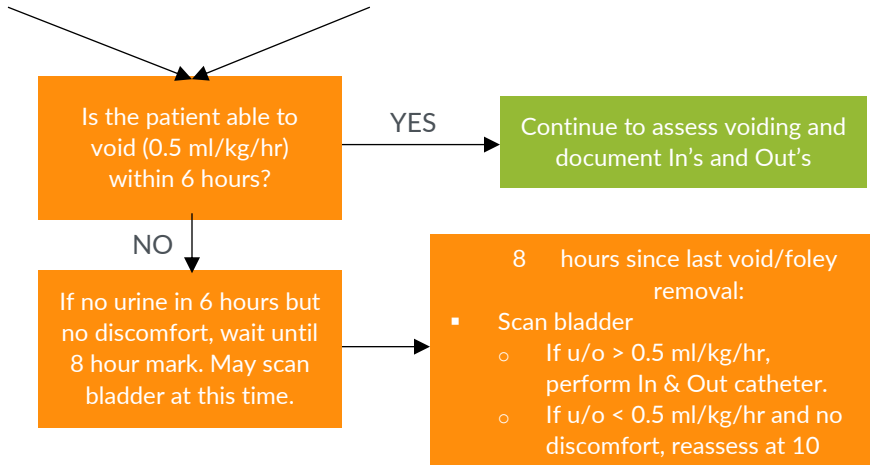 Is the patient able to
void (0.5 ml/kg/hr)
within 6 hours?
YES
Continue to assess voiding and
document In's and Out's
NO
If no urine in 6 hours but
no discomfort, wait until
8 hour mark. May scan
bladder at this time.
8 hours since last void/foley
removal:
▪ Scan bladder
o If u/o > 0.5 ml/kg/hr,
perform In & Out catheter.
o If u/o < 0.5 ml/kg/hr and no
discomfort, reassess at 10